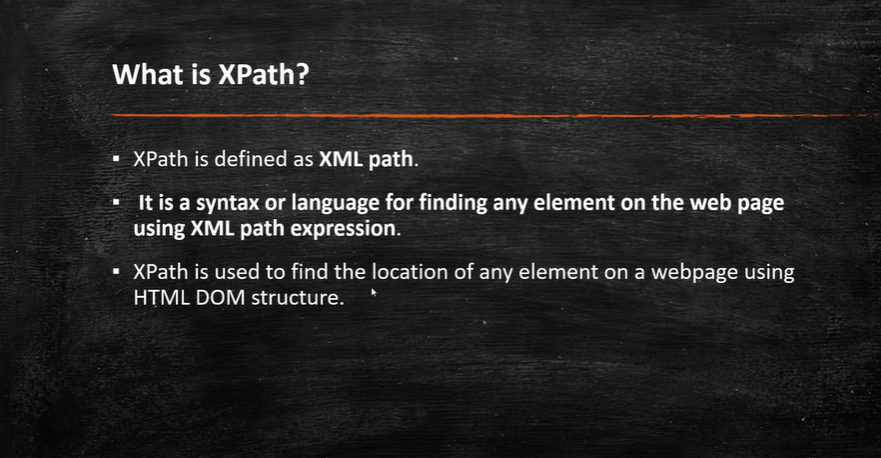 What is XPath?
▪ XPath is defined as XML path.
▪ It is a syntax or language for finding any element on the web page
using XML path expression.
▪ XPath is used to find the location of any element on a webpage using
HTML DOM structure.